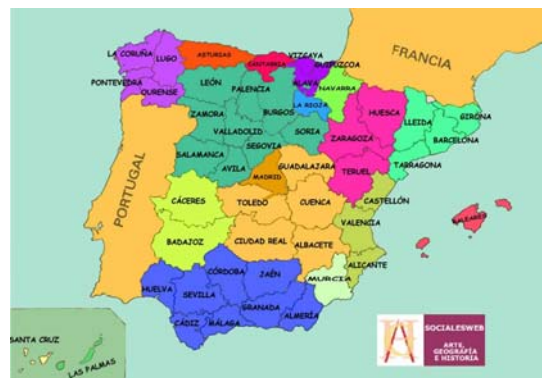 LA CORUÑA
LUGO
ASTURIAS
CANTABRIA
VIZCAYA
GUIPUZCOA
FRANCIA
PONTEVEDRA
OURENSE
LEÓN
PALENCIA
BURGOS
ALAVA
NAVARRA
LA RIOJA
HUESCA
LLEIDA
GIRONA
BARCELONA
ZAMORA
VALLADOLID
SORIA
ZARAGOZA
SEGOVIA
TARRAGONA
SALAMANCA
AVILA
GUADALAJARA
TERUEL
MADRID
PORTUGAL
CÁCERES
TOLEDO
CUENCA
CASTELLÓN
VALENCIA
BALEARES
BADAJOZ
CIUDAD REAL
ALBACETE
ALICANTE
MURCIA
CÓRDOBA
JAÉN
HUELVA
SEVILLA
GRANADA
ALMERÍA
CÁDIZ
MÁLAGA
SANTA CRUZ
LAS PALMAS
SOCIALESWEB
ARTE,
GEOGRAFÍA
E HISTORIA